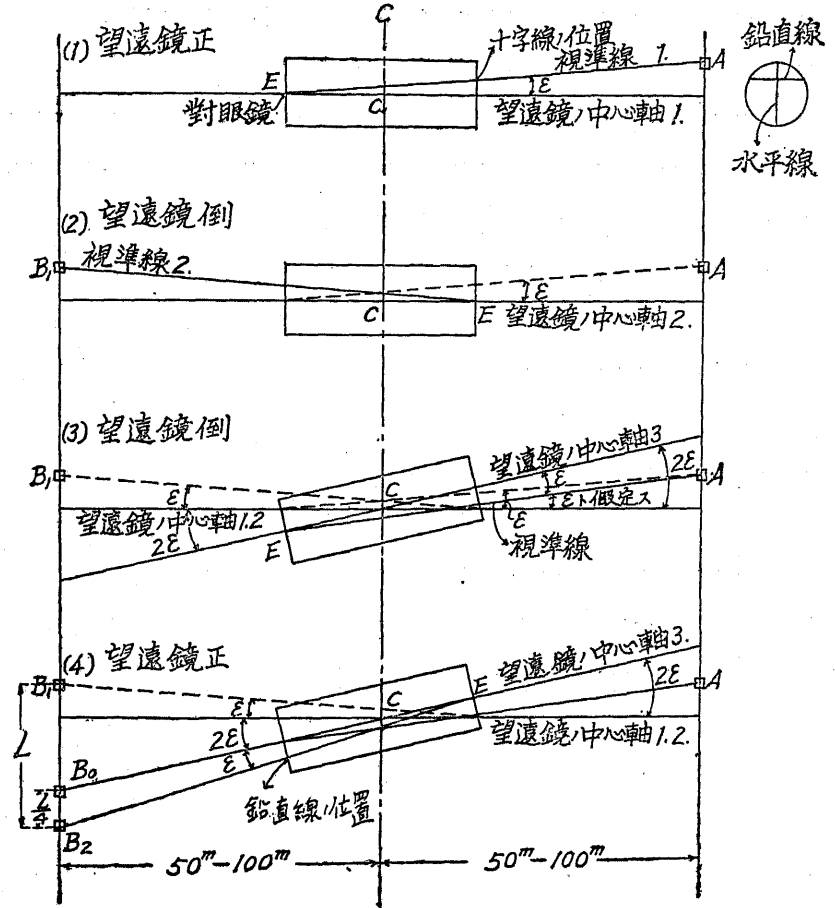 C
(1) 望遠鏡正
十字線ノ位置
視準線 1.
A
鉛直線
E
ε
對眼鏡
C
望遠鏡ノ中心軸1.
水平線
(2) 望遠鏡倒
B₁
視準線2.
A
ε
C
E
望遠鏡ノ中心軸2.
(3) 望遠鏡倒
望遠鏡ノ中心軸3
B₁
ε
C
ε
2ε
A
εト假定ス
ε
望遠鏡ノ中心軸1.2
2ε
E
視準線
(4) 望遠鏡正
望遠鏡ノ中心軸3.
B₁
ε
C
E
2ε
A
L
2ε
望遠鏡ノ中心軸1.2.
ε
B₀
鉛直線ノ位置
L/4
B₂
50ᵐ-100ᵐ
50ᵐ-100ᵐ